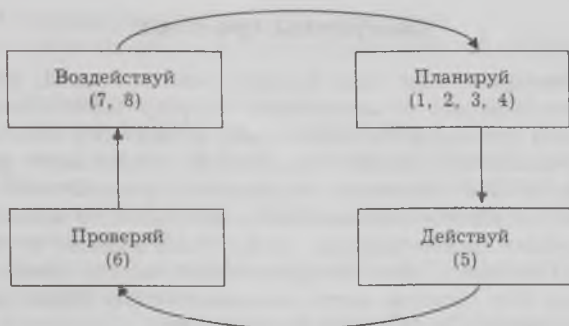 Воздействуй
(7, 8)
Планируй
(1, 2, 3, 4)
Проверяй
(6)
Действуй
(5)